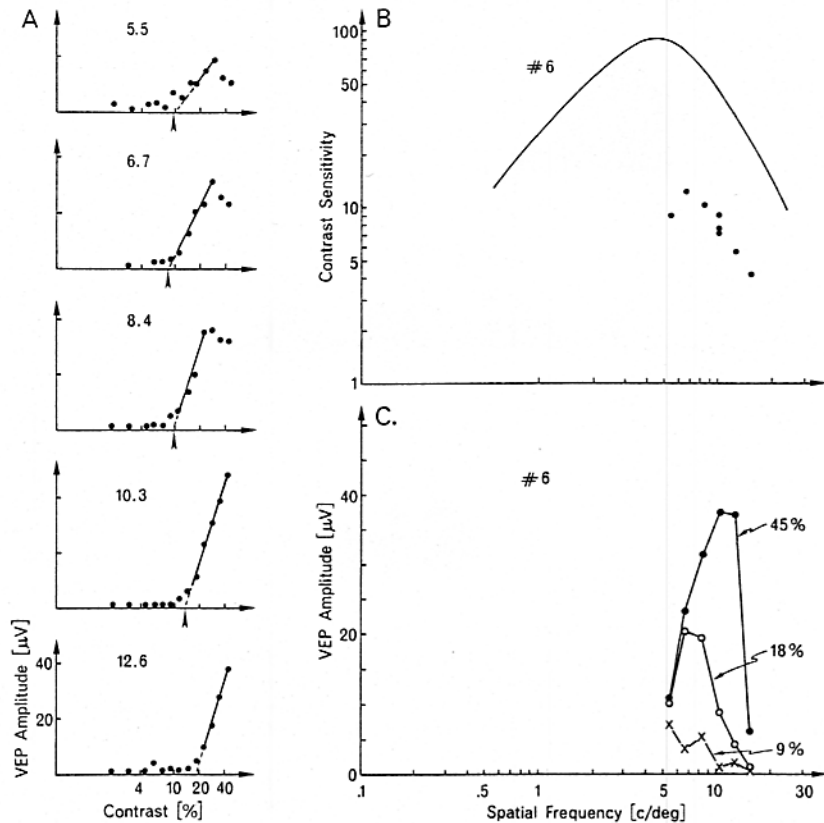 A
5.5
6.7
8.4
10.3
12.6
40
20
VEP Amplitude [μV]
4 10 20 40
Contrast [%]
B
#6
100
50
10
5
1
Contrast Sensitivity
C.
#6
40
20
0
VEP Amplitude [μV]
45%
18%
9%
.1 .5 1 5 10 30
Spatial Frequency [c/deg]